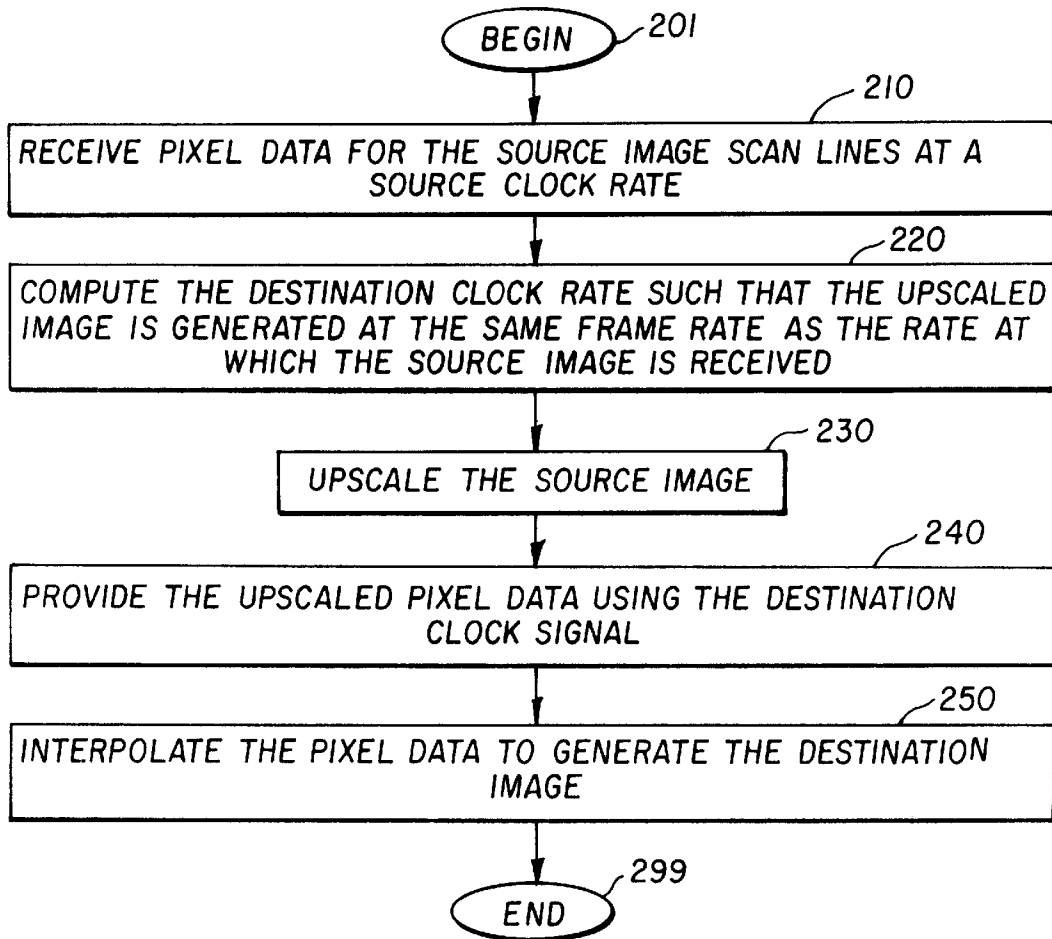 BEGIN 201
210
RECEIVE PIXEL DATA FOR THE SOURCE IMAGE SCAN LINES AT A
SOURCE CLOCK RATE
220
COMPUTE THE DESTINATION CLOCK RATE SUCH THAT THE UPSCALED
IMAGE IS GENERATED AT THE SAME FRAME RATE AS THE RATE AT
WHICH THE SOURCE IMAGE IS RECEIVED
230
UPSCALE THE SOURCE IMAGE
240
PROVIDE THE UPSCALED PIXEL DATA USING THE DESTINATION
CLOCK SIGNAL
250
INTERPOLATE THE PIXEL DATA TO GENERATE THE DESTINATION
IMAGE
299
END